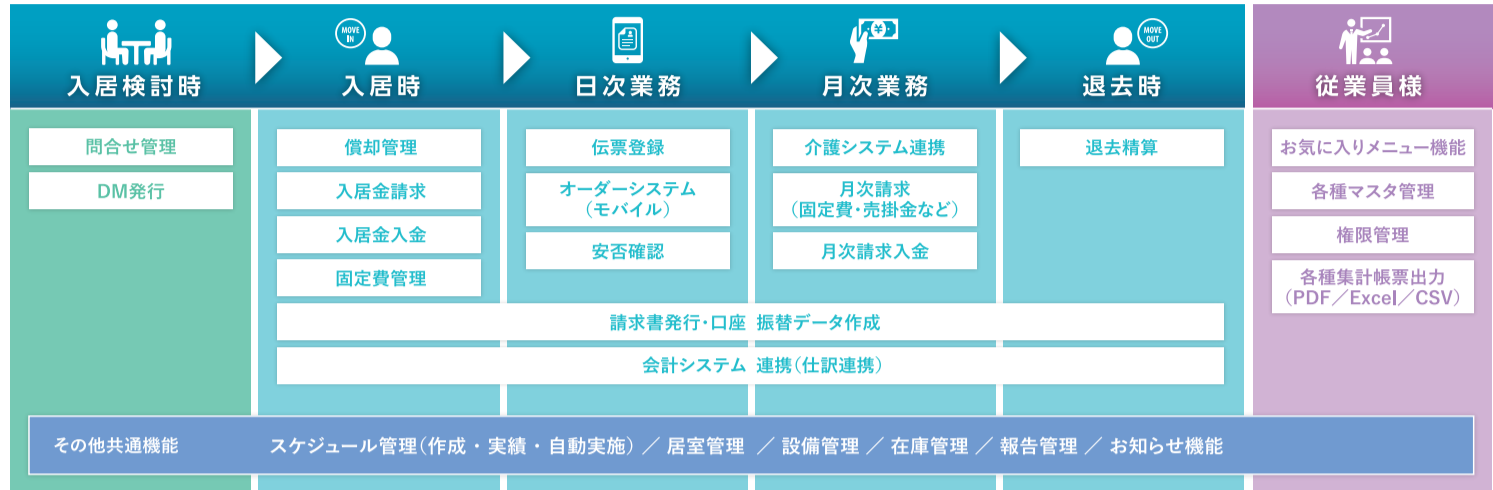 MOVE
IN
MOVE
OUT
入居検討時
入居時
日次業務
月次業務
退去時
従業員様
問合せ管理
DM発行
償却管理
入居金請求
入居金入金
固定費管理
伝票登録
オーダーシステム
（モバイル）
安否確認
介護システム連携
月次請求
（固定費・売掛金など）
月次請求入金
退去精算
お気に入りメニュー機能
各種マスタ管理
権限管理
各種集計帳票出力
（PDF／Excel／CSV）
請求書発行・口座 振替データ作成
会計システム 連携（仕訳連携）
その他共通機能 スケジュール管理（作成・実績・自動実施）／居室管理 ／設備管理／在庫管理／報告管理／お知らせ機能